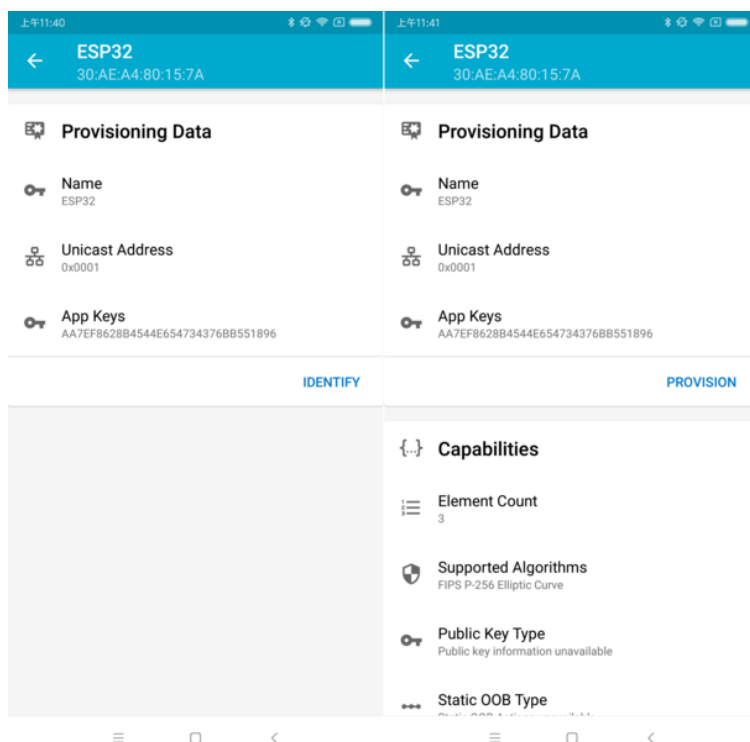 上午11:40
ESP32
30:AE:A4:80:15:7A
Provisioning Data
Name
ESP32
Unicast Address
0x0001
App Keys
AA7EF8628B4544E654734376BB551896
IDENTIFY
上午11:41
ESP32
30:AE:A4:80:15:7A
Provisioning Data
Name
ESP32
Unicast Address
0x0001
App Keys
AA7EF8628B4544E654734376BB551896
PROVISION
{...} Capabilities
Element Count
3
Supported Algorithms
FIPS P-256 Elliptic Curve
Public Key Type
Public key information unavailable
Static OOB Type